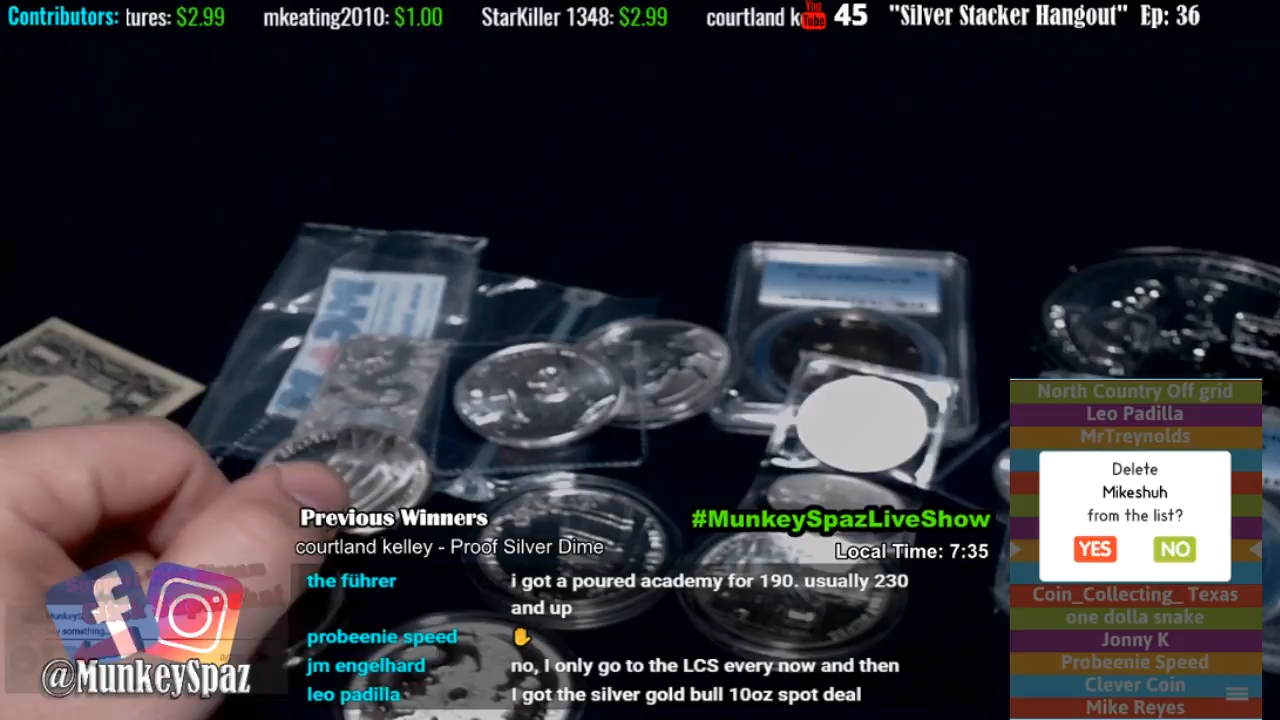 Contributors: tures: $2.99 mkeating2010: $1.00 StarKiller 1348: $2.99 courtland k You Tube 45 "Silver Stacker Hangout" Ep: 36
North Country Off grid
Leo Padilla
MrTreynolds
Delete
Mikeshuh
from the list?
YES NO
Coin_Collecting_Texas
one dolla snake
Jonny K
Probeenie Speed
Clever Coin
Mike Reyes
Previous Winners
courtland kelley - Proof Silver Dime
#MunkeySpazLiveShow
Local Time: 7:35
the führer i got a poured academy for 190. usually 230
and up
probeenie speed ✋
jm engelhard no, I only go to the LCS every now and then
leo padilla I got the silver gold bull 10oz spot deal
@MunkeySpaz